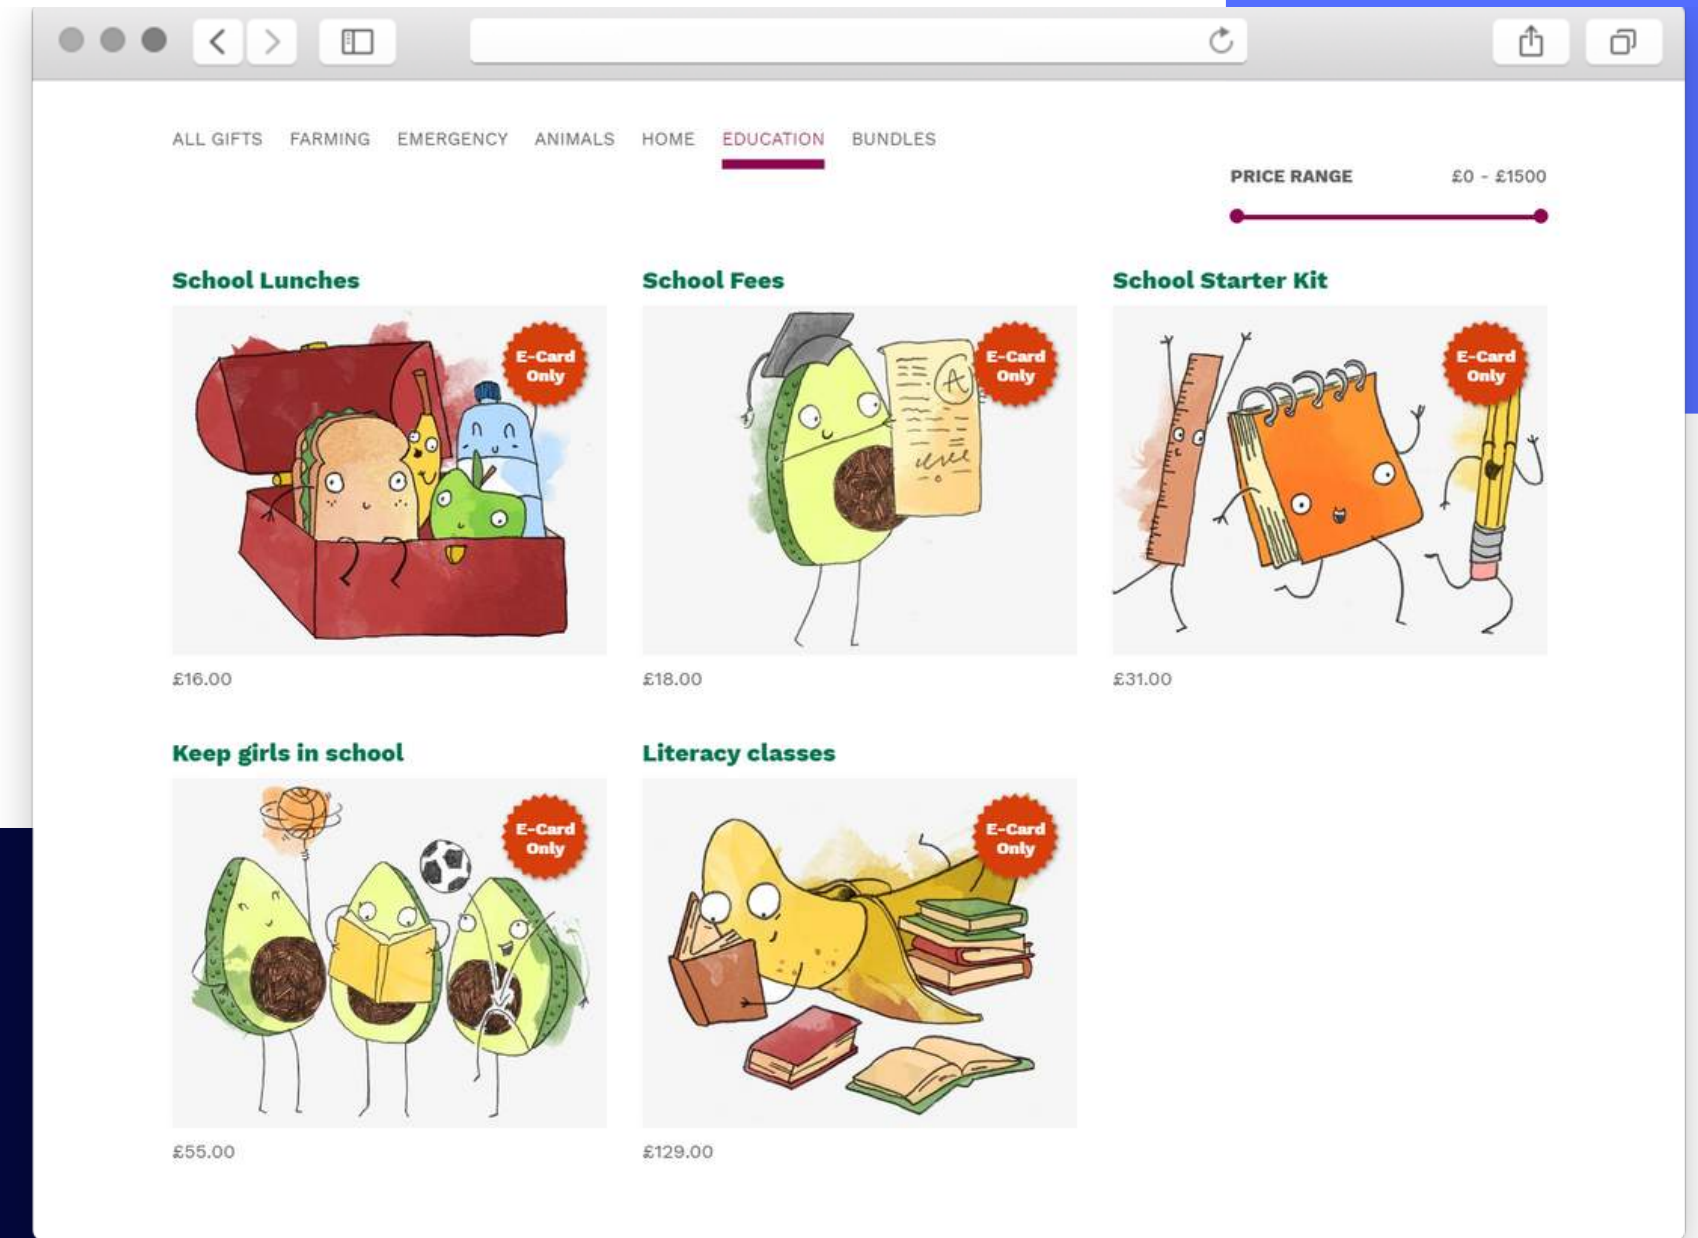 ALL GIFTS FARMING EMERGENCY ANIMALS HOME EDUCATION BUNDLES
PRICE RANGE £0 - £1500
School Lunches
E-Card
Only
£16.00
School Fees
A
E-Card
Only
£18.00
School Starter Kit
E-Card
Only
£31.00
Keep girls in school
E-Card
Only
£55.00
Literacy classes
E-Card
Only
£129.00